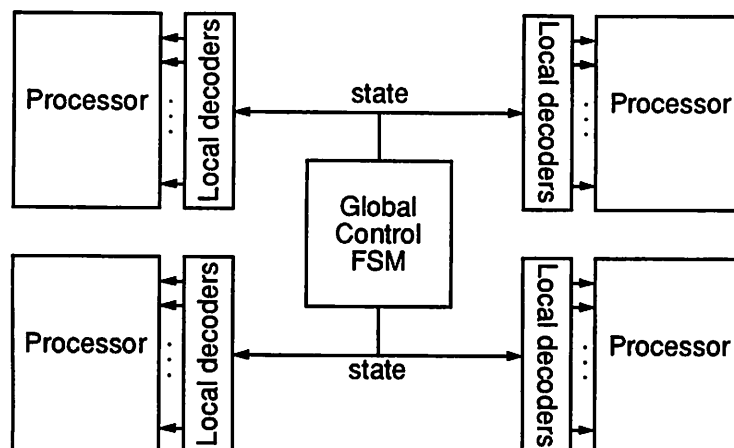 Processor
Local decoders
state
Local decoders
Processor
Global
Control
FSM
Processor
Local decoders
state
Local decoders
Processor